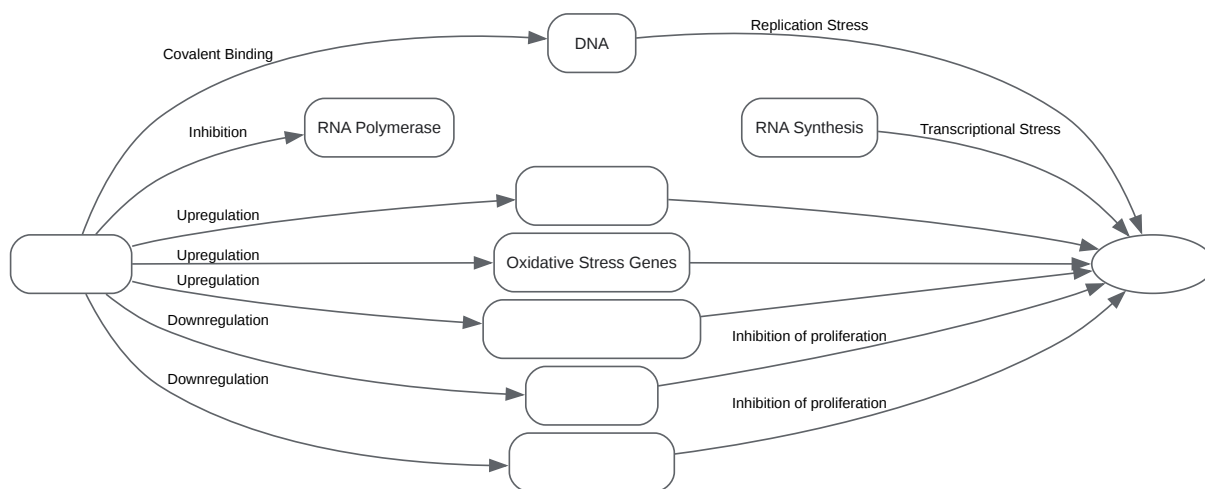 Replication Stress
DNA
Covalent Binding
RNA Polymerase
RNA Synthesis
Inhibition
Transcriptional Stress
Upregulation
Upregulation
Oxidative Stress Genes
Upregulation
Downregulation
Inhibition of proliferation
Downregulation
Inhibition of proliferation